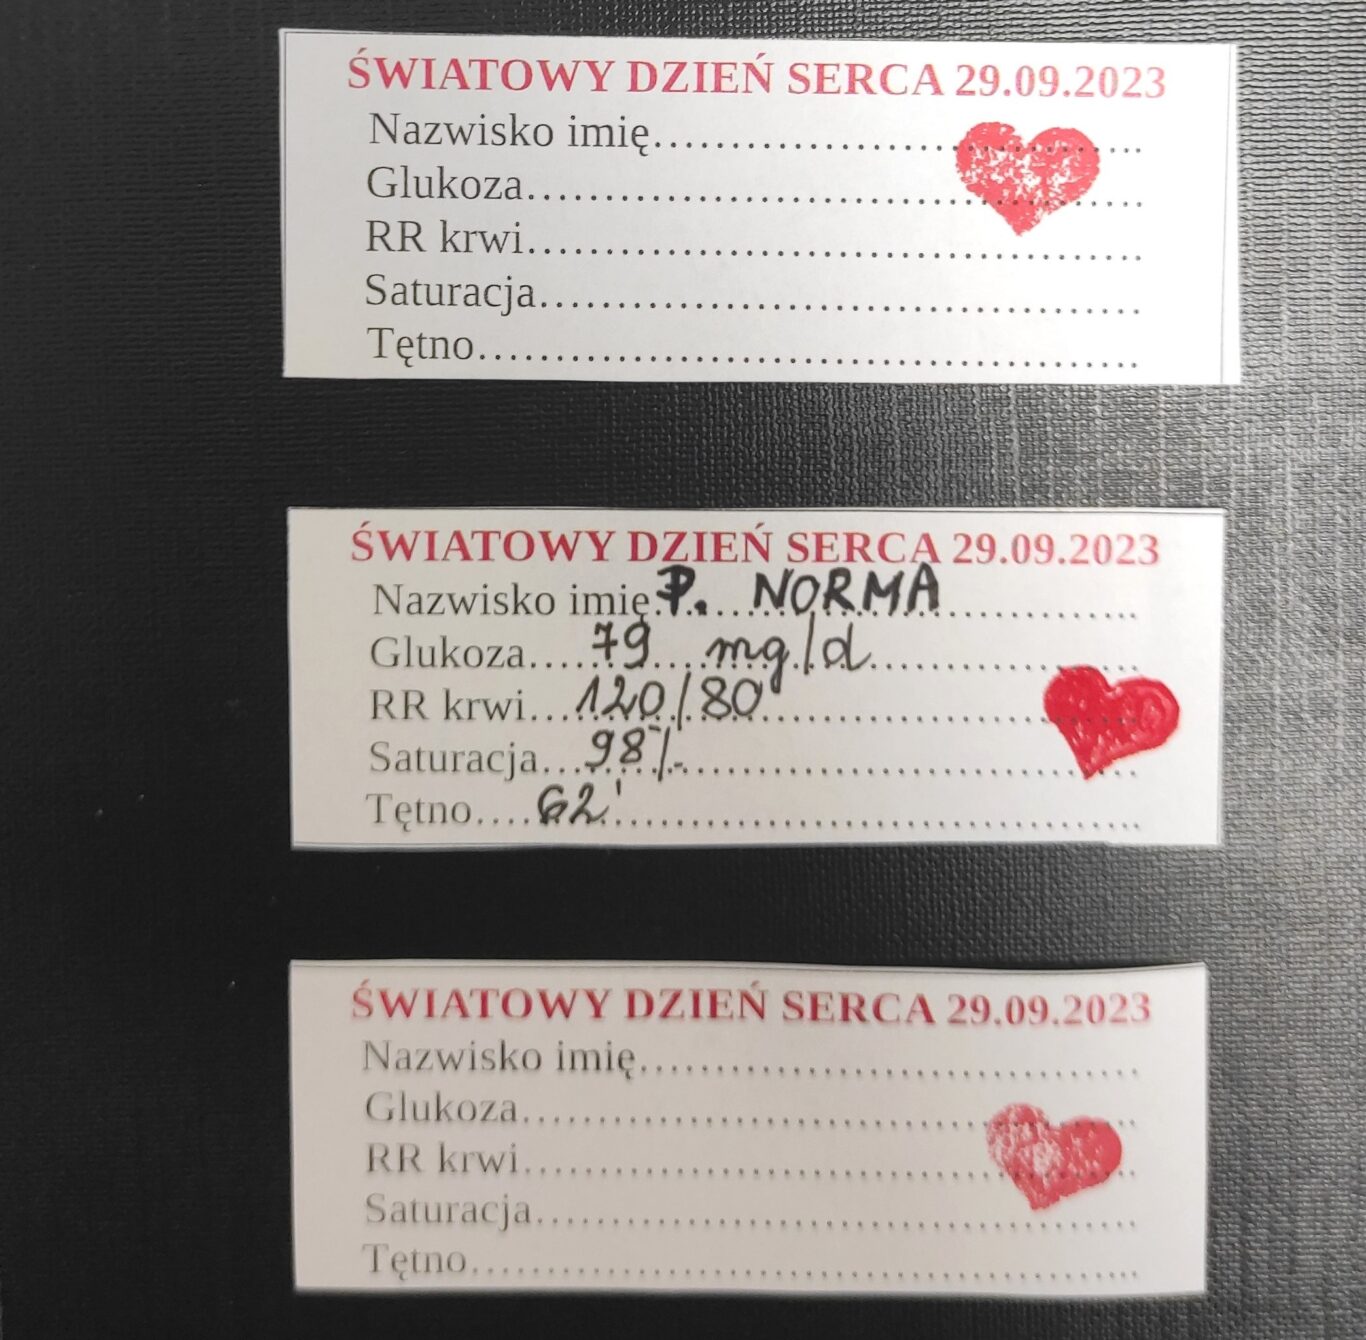 ŚWIATOWY DZIEŃ SERCA 29.09.2023
Nazwisko imię
Glukoza
RR krwi
Saturacja
Tętno
ŚWIATOWY DZIEŃ SERCA 29.09.2023
Nazwisko imię P. NORMA
Glukoza 79 mg/d
RR krwi 120/80
Saturacja 98%
Tętno 62'
ŚWIATOWY DZIEŃ SERCA 29.09.2023
Nazwisko imię
Glukoza
RR krwi
Saturacja
Tętno